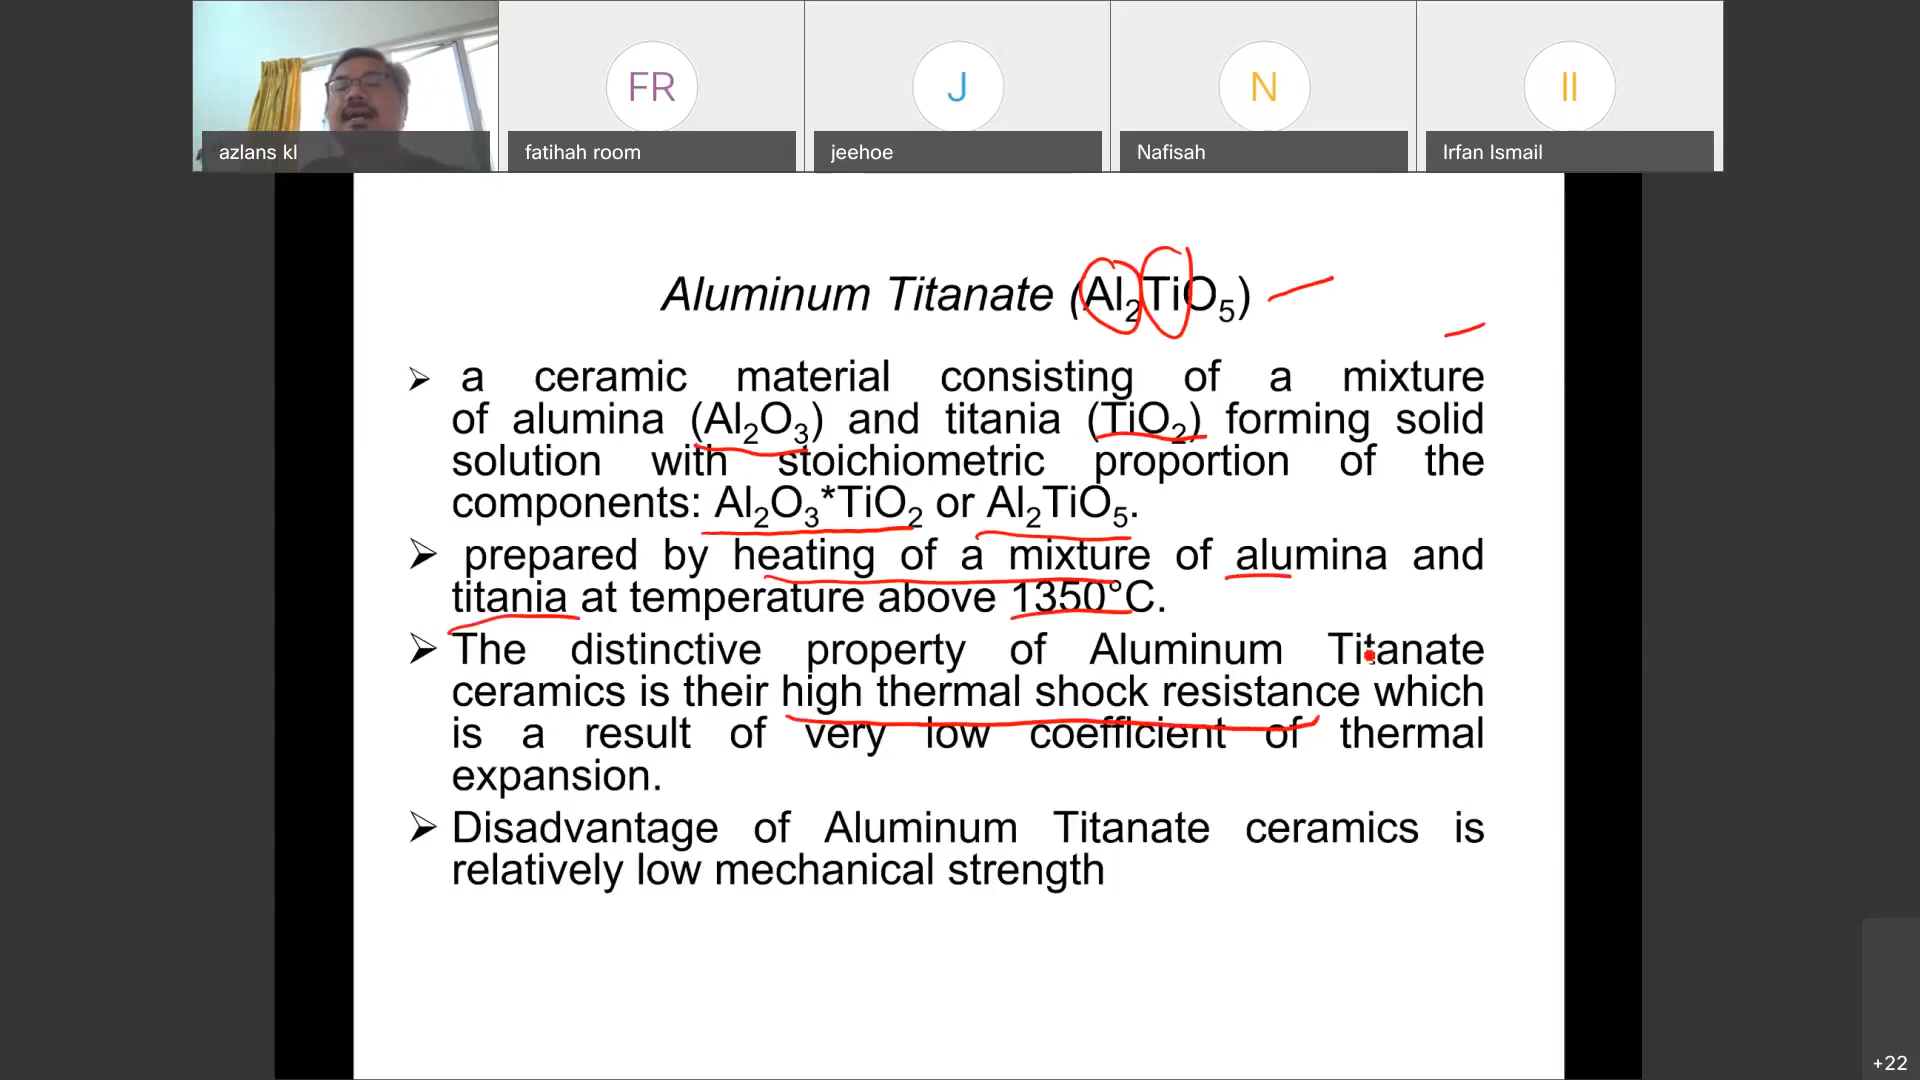 FR
J
N
II
azlans kl
fatihah room
jeehoe
Nafisah
Irfan Ismail
Aluminum Titanate (Al₂TiO₅)
➢ a ceramic material consisting of a mixture
of alumina (Al₂O₃) and titania (TiO₂) forming solid
solution with stoichiometric proportion of the
components: Al₂O₃*TiO₂ or Al₂TiO₅.
➢ prepared by heating of a mixture of alumina and
titania at temperature above 1350°C.
➢ The distinctive property of Aluminum Titanate
ceramics is their high thermal shock resistance which
is a result of very low coefficient of thermal
expansion.
➢ Disadvantage of Aluminum Titanate ceramics is
relatively low mechanical strength
+22